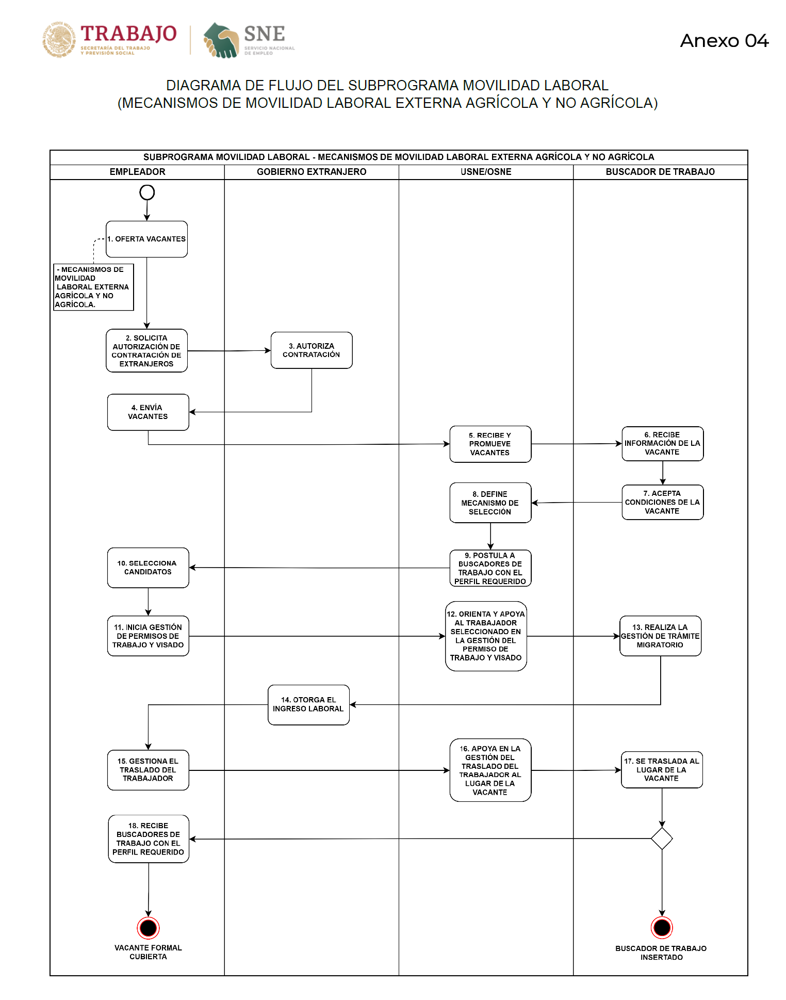 TRABAJO
SECRETARÍA DEL TRABAJO
Y PREVISIÓN SOCIAL
SNE
SERVICIO NACIONAL
DE EMPLEO
Anexo 04
DIAGRAMA DE FLUJO DEL SUBPROGRAMA MOVILIDAD LABORAL
(MECANISMOS DE MOVILIDAD LABORAL EXTERNA AGRÍCOLA Y NO AGRÍCOLA)
SUBPROGRAMA MOVILIDAD LABORAL - MECANISMOS DE MOVILIDAD LABORAL EXTERNA AGRÍCOLA Y NO AGRÍCOLA
EMPLEADOR
GOBIERNO EXTRANJERO
USNE/OSNE
BUSCADOR DE TRABAJO
1. OFERTA VACANTES
- MECANISMOS DE
MOVILIDAD
LABORAL EXTERNA
AGRÍCOLA Y NO
AGRÍCOLA.
2. SOLICITA
AUTORIZACIÓN DE
CONTRATACIÓN DE
EXTRANJEROS
3. AUTORIZA
CONTRATACIÓN
4. ENVÍA
VACANTES
5. RECIBE Y
PROMUEVE
VACANTES
6. RECIBE
INFORMACIÓN DE LA
VACANTE
7. ACEPTA
CONDICIONES DE LA
VACANTE
8. DEFINE
MECANISMO DE
SELECCIÓN
9. POSTULA A
BUSCADORES DE
TRABAJO CON EL
PERFIL REQUERIDO
10. SELECCIONA
CANDIDATOS
11. INICIA GESTIÓN
DE PERMISOS DE
TRABAJO Y VISADO
12. ORIENTA Y APOYA
AL TRABAJADOR
SELECCIONADO EN
LA GESTIÓN DEL
PERMISO DE
TRABAJO Y VISADO
13. REALIZA LA
GESTIÓN DE TRÁMITE
MIGRATORIO
14. OTORGA EL
INGRESO LABORAL
15. GESTIONA EL
TRASLADO DEL
TRABAJADOR
16. APOYA EN LA
GESTIÓN DEL
TRASLADO DEL
TRABAJADOR AL
LUGAR DE LA
VACANTE
17. SE TRASLADA AL
LUGAR DE LA
VACANTE
18. RECIBE
BUSCADORES DE
TRABAJO CON EL
PERFIL REQUERIDO
VACANTE FORMAL
CUBIERTA
BUSCADOR DE TRABAJO
INSERTADO